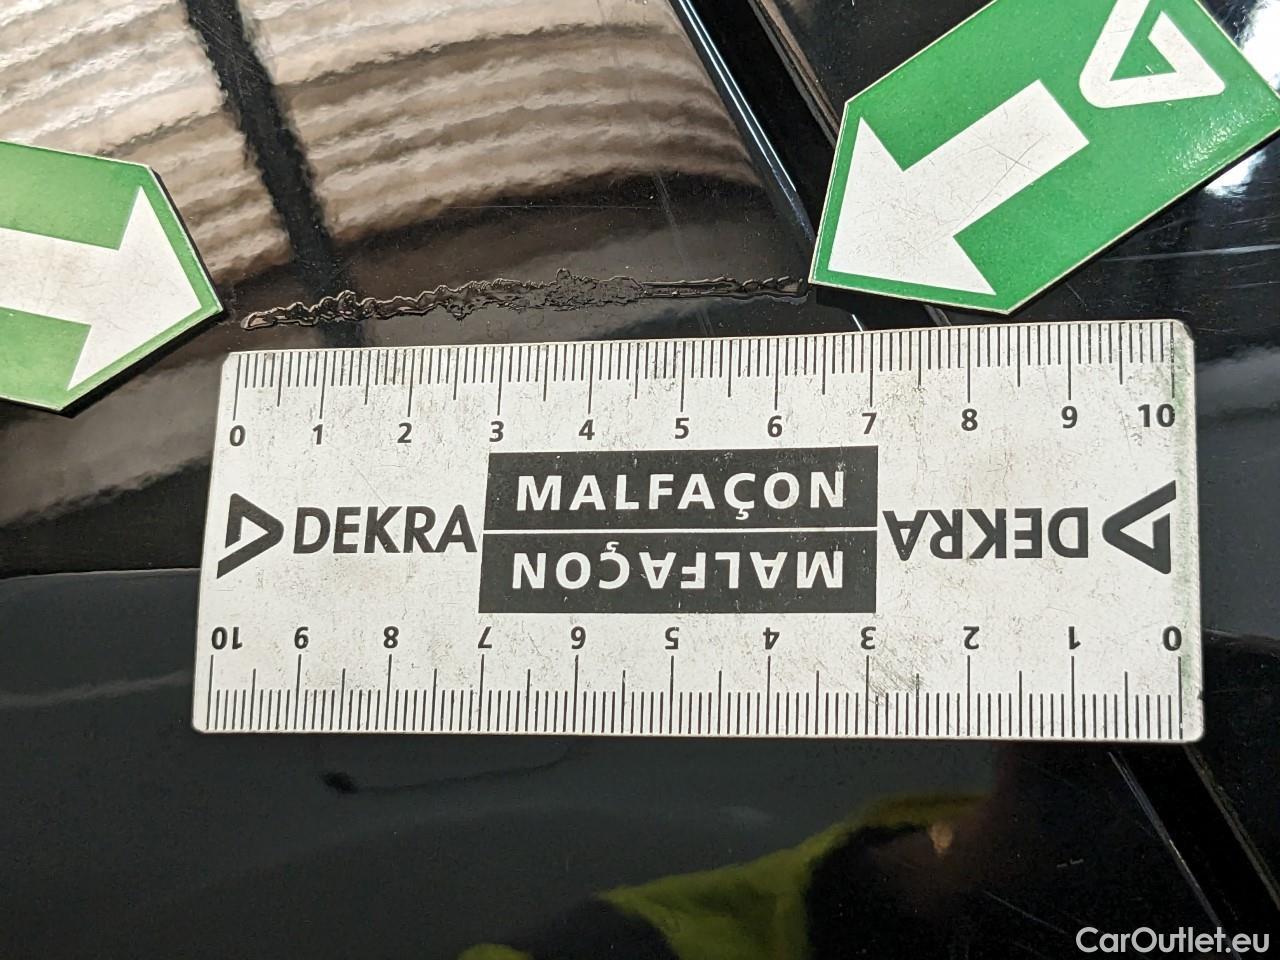 0 1 2 3 4 5 6 7 8 9 10
MALFAÇON
DEKRA
DEKRA
MALFAÇON
10 9 8 7 6 5 4 3 2 1 0
CarOutlet.eu